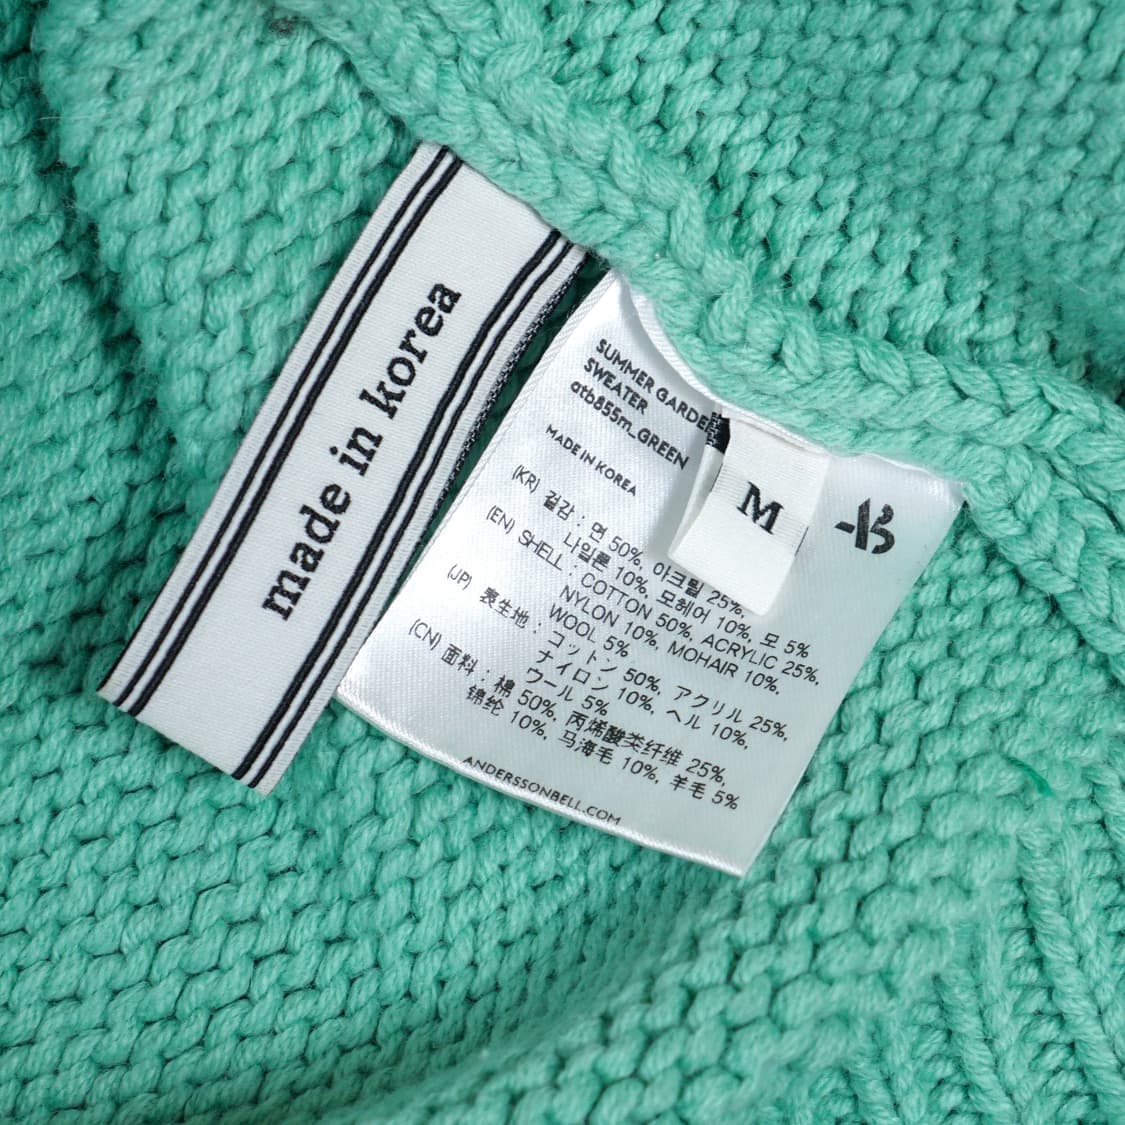 made in korea
SUMMER GARDEN
SWEATER
atb855m_GREEN
MADE IN KOREA
M
(KR) 겉감 : 면 50%, 아크릴 25%,
나일론 10%, 모헤어 10%, 모 5%
(EN) SHELL : COTTON 50%, ACRYLIC 25%,
NYLON 10%, MOHAIR 10%,
WOOL 5%
(JP) 表生地 : コットン 50%, アクリル 25%,
ナイロン 10%, ヘル 10%,
ウール 5%
(CN) 面料 : 棉 50%, 丙烯酸类纤维 25%,
锦纶 10%, 马海毛 10%, 羊毛 5%
ANDERSSONBELL.COM